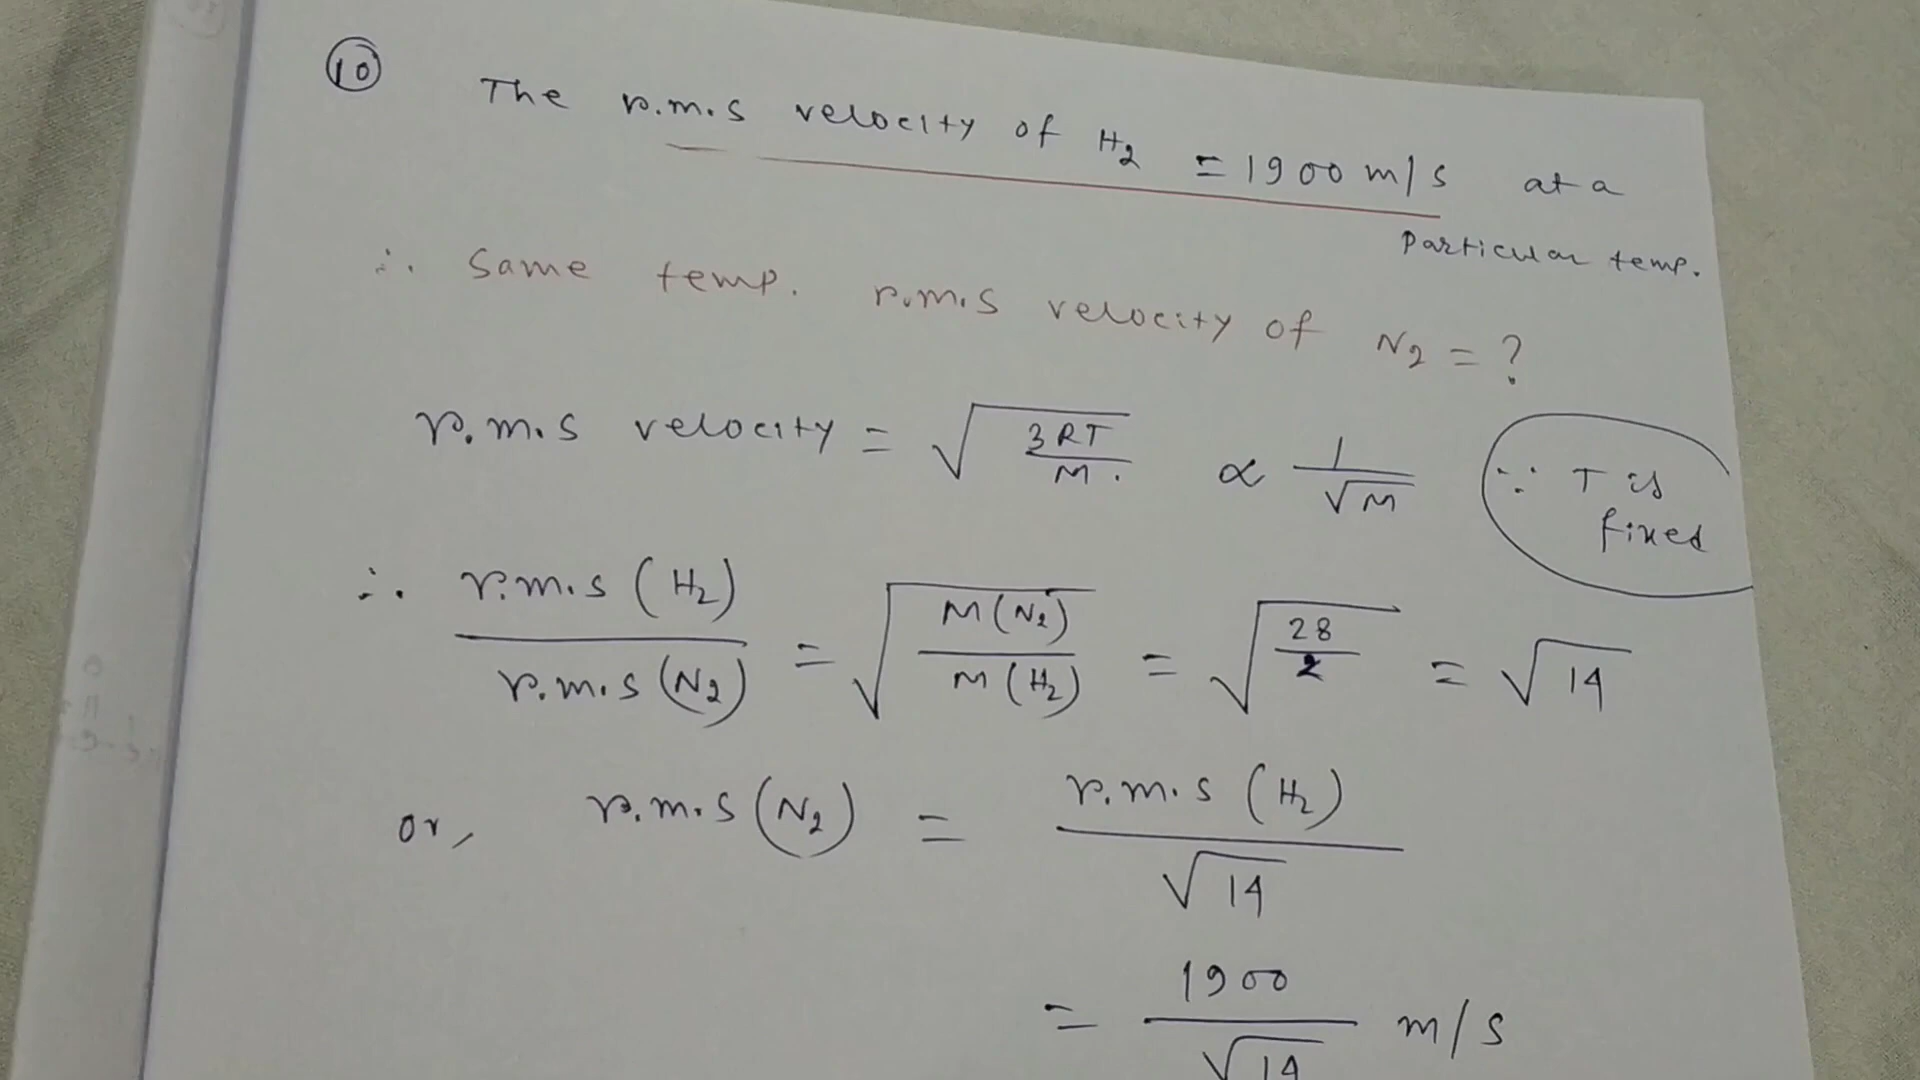 10
The r.m.s velocity of H2 = 1900 m/s at a
Particular temp.
∴ Same temp. r.m.s velocity of N2 = ?
r.m.s velocity = √(3RT/M) ∝ 1/√M ∵ T is fixed
∴ r.m.s (H2) / r.m.s (N2) = √(M(N2)/M(H2)) = √(28/2) = √14
or, r.m.s (N2) = r.m.s (H2) / √14
= 1900/√14 m/s